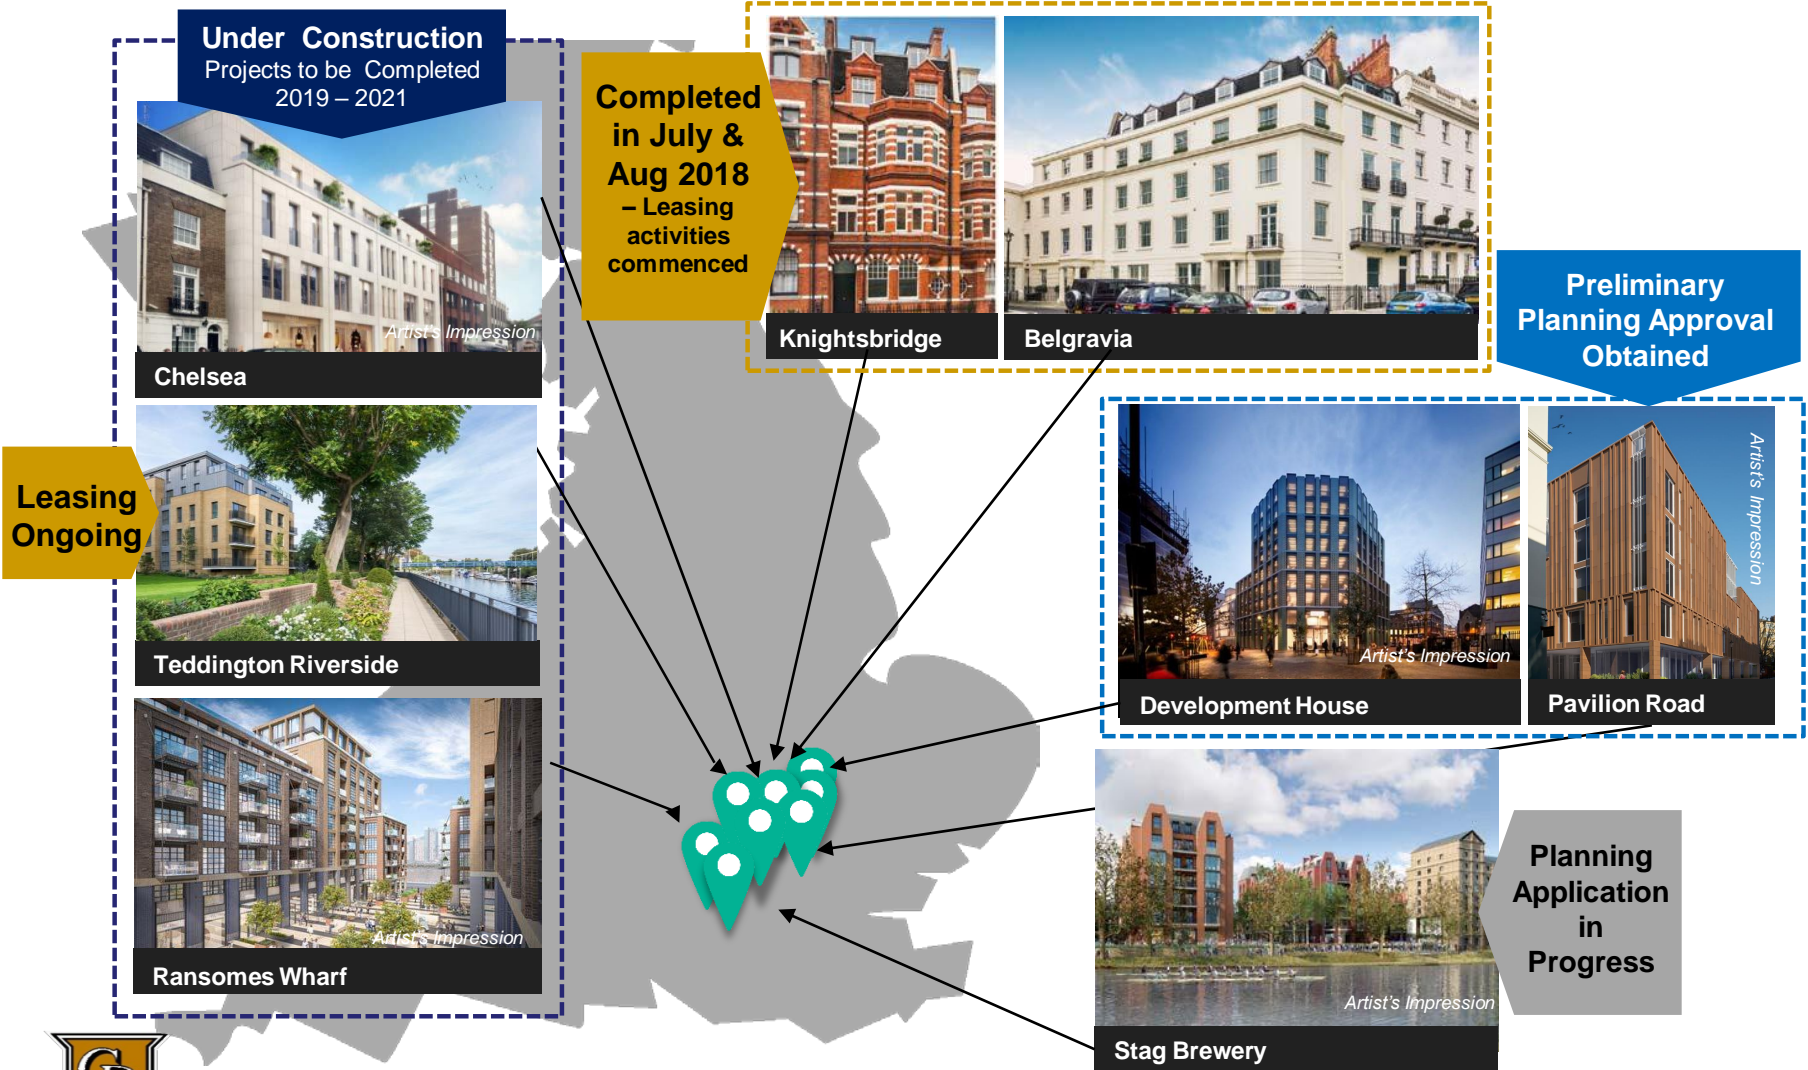 Under Construction
Projects to be Completed
2019 – 2021
Artist's Impression
Chelsea
Leasing
Ongoing
Teddington Riverside
Artist's Impression
Ransomes Wharf
Completed
in July &
Aug 2018
– Leasing
activities
commenced
Knightsbridge
Belgravia
Preliminary
Planning Approval
Obtained
Artist's Impression
Development House
Artist's Impression
Pavilion Road
Planning
Application
in
Progress
Artist's Impression
Stag Brewery